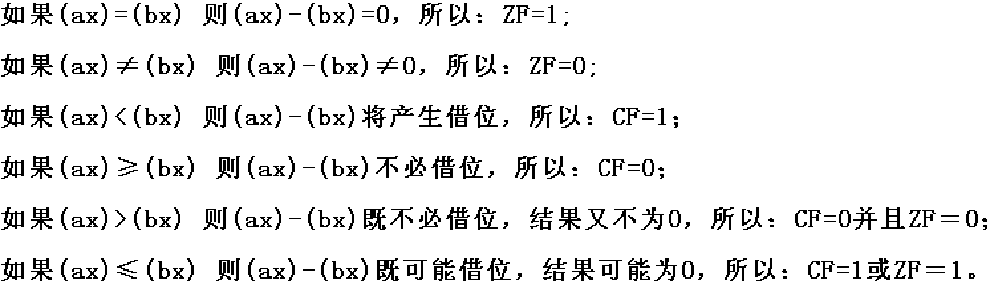 如果(ax)=(bx) 则(ax)-(bx)=0，所以：ZF=1；
如果(ax)≠(bx) 则(ax)-(bx)≠0，所以：ZF=0；
如果(ax)<(bx) 则(ax)-(bx)将产生借位，所以：CF=1；
如果(ax)≥(bx) 则(ax)-(bx)不必借位，所以：CF=0；
如果(ax)>(bx) 则(ax)-(bx)既不必借位，结果又不为0，所以：CF=0并且ZF＝0；
如果(ax)≤(bx) 则(ax)-(bx)既可能借位，结果可能为0，所以：CF=1或ZF＝1。